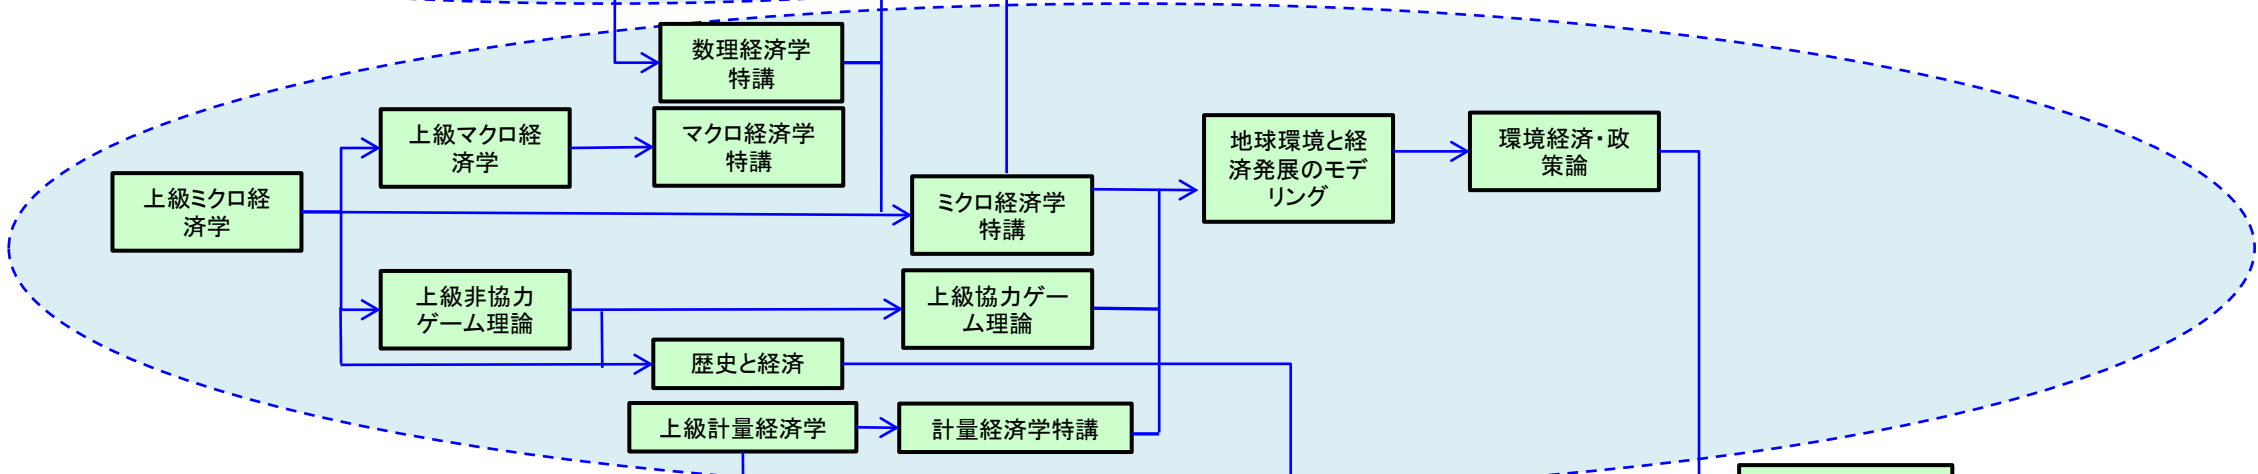 数理経済学
特講
上級マクロ経
済学
マクロ経済学
特講
地球環境と経
済発展のモデ
リング
環境経済・政
策論
上級ミクロ経
済学
ミクロ経済学
特講
上級非協力
ゲーム理論
上級協力ゲー
ム理論
歴史と経済
上級計量経済学
計量経済学特講